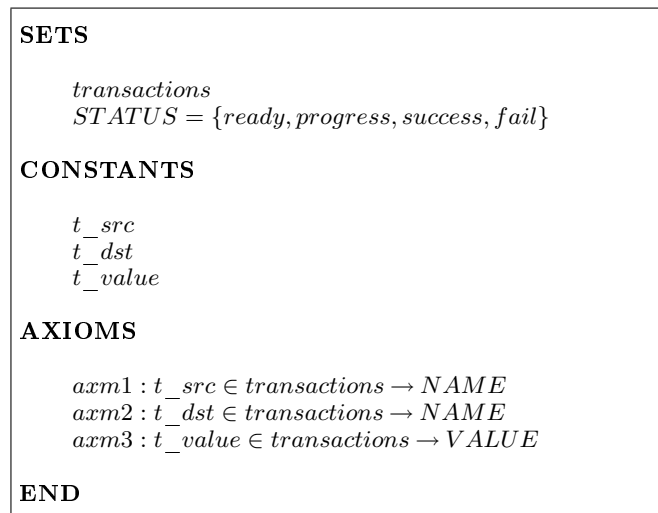 SETS
transactions
STATUS = {ready, progress, success, fail}
CONSTANTS
t_src
t_dst
t_value
AXIOMS
axm1 : t_src ∈ transactions → NAME
axm2 : t_dst ∈ transactions → NAME
axm3 : t_value ∈ transactions → VALUE
END